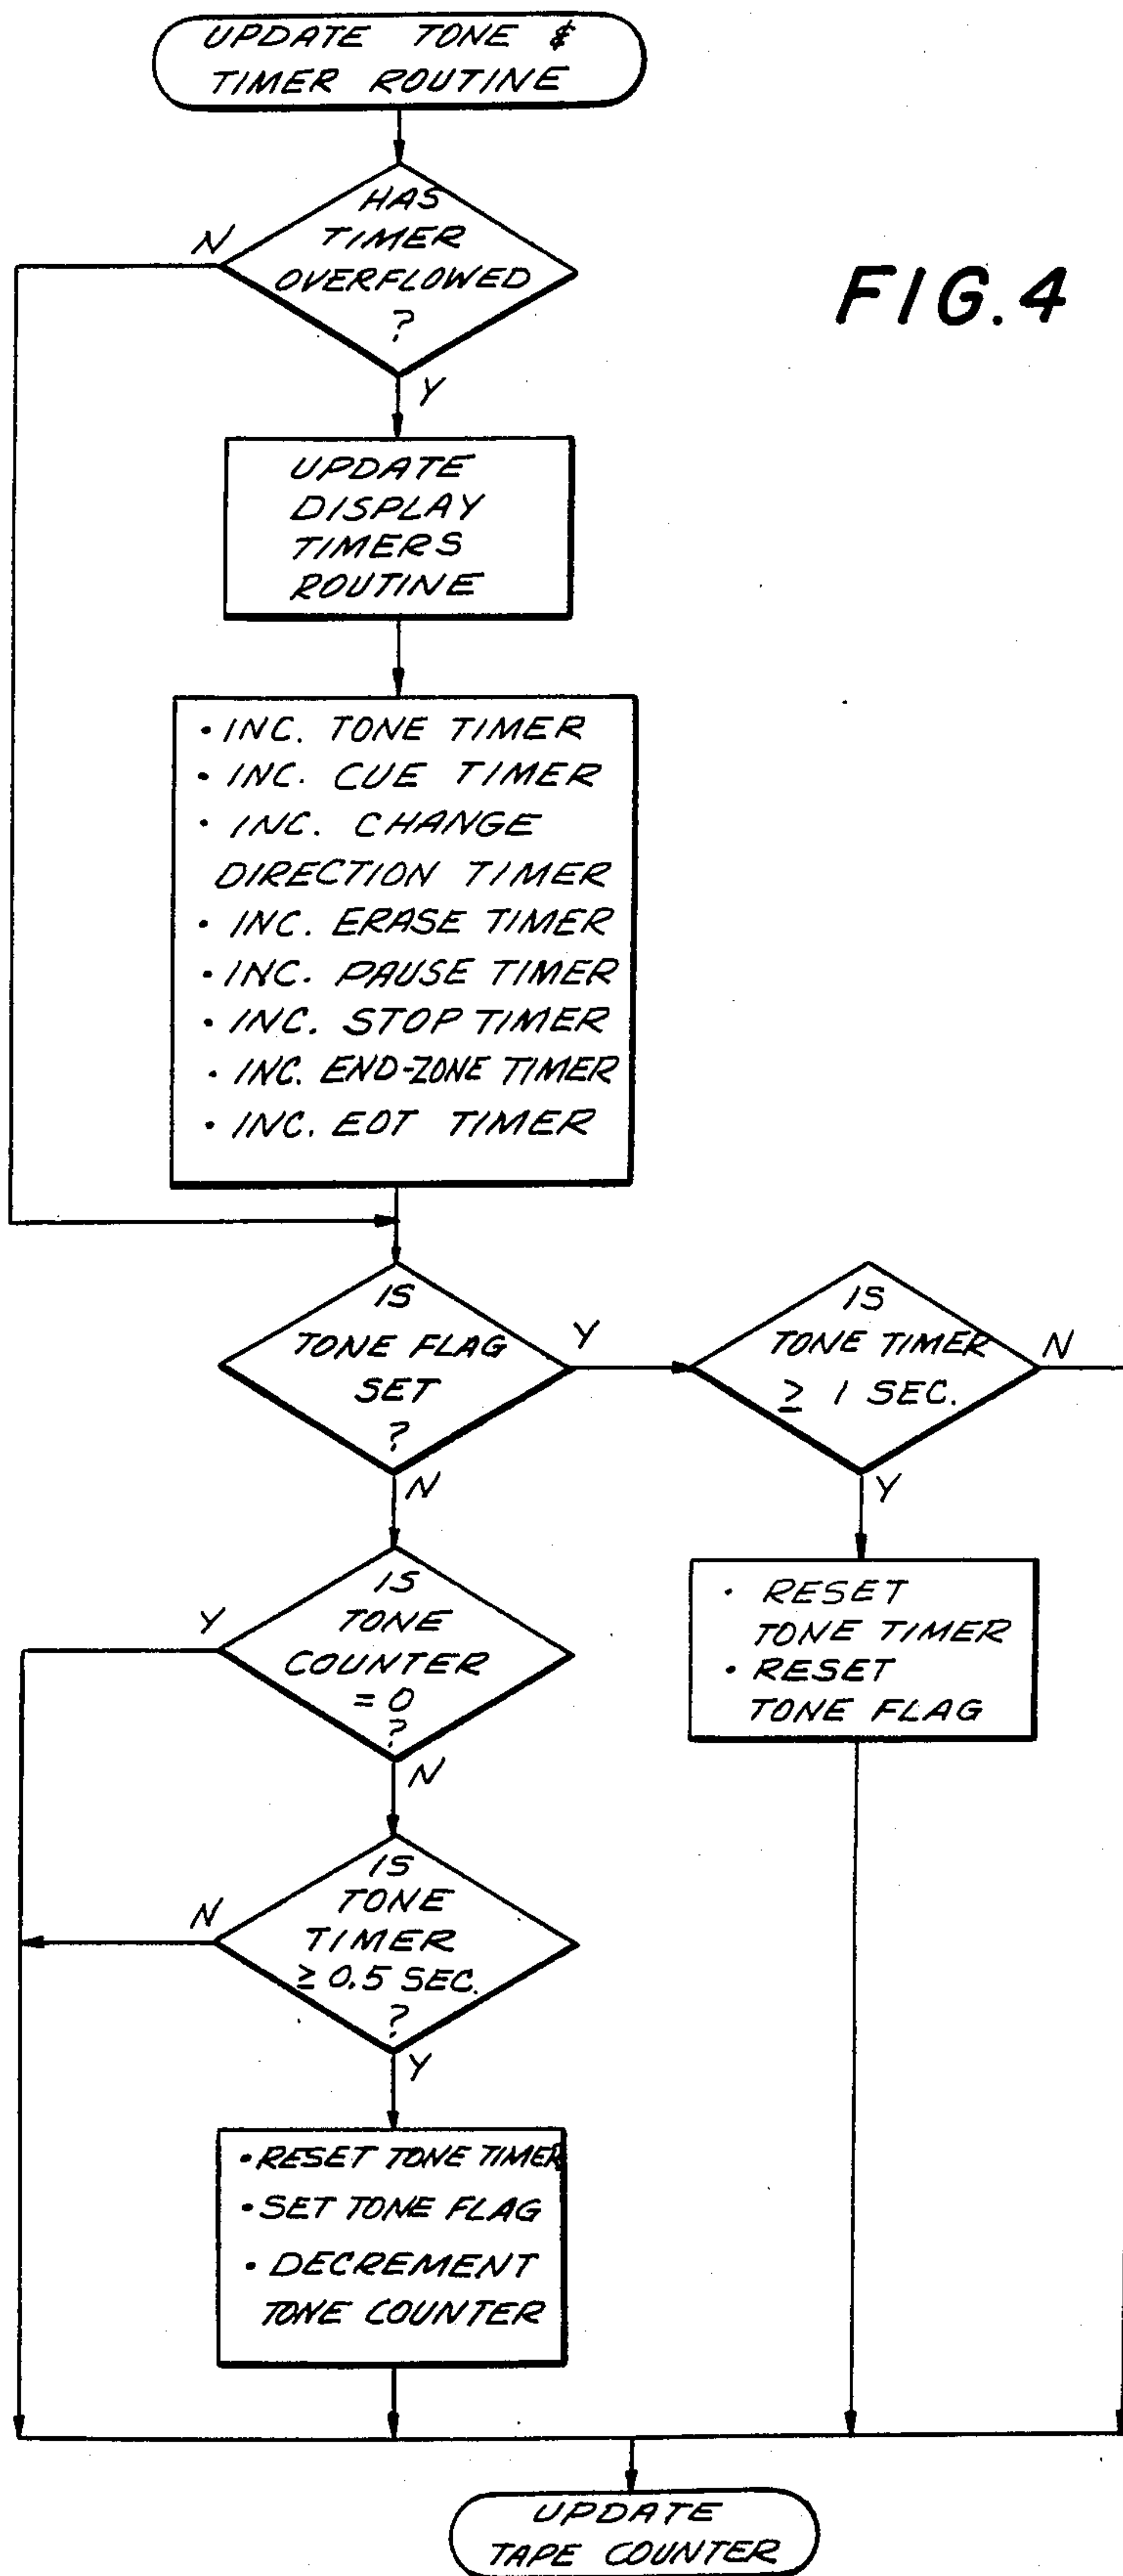 UPDATE TONE &
TIMER ROUTINE
HAS
TIMER
OVERFLOWED
?
N
FIG.4
Y
UPDATE
DISPLAY
TIMERS
ROUTINE
• INC. TONE TIMER
• INC. CUE TIMER
• INC. CHANGE
DIRECTION TIMER
• INC. ERASE TIMER
• INC. PAUSE TIMER
• INC. STOP TIMER
• INC. END-ZONE TIMER
• INC. EOT TIMER
IS
TONE FLAG
SET
?
Y
N
IS
TONE TIMER
≥ 1 SEC.
N
Y
• RESET
TONE TIMER
• RESET
TONE FLAG
IS
TONE
COUNTER
= 0
?
Y
N
IS
TONE
TIMER
≥ 0.5 SEC.
?
N
Y
• RESET TONE TIMER
• SET TONE FLAG
• DECREMENT
TONE COUNTER
UPDATE
TAPE COUNTER